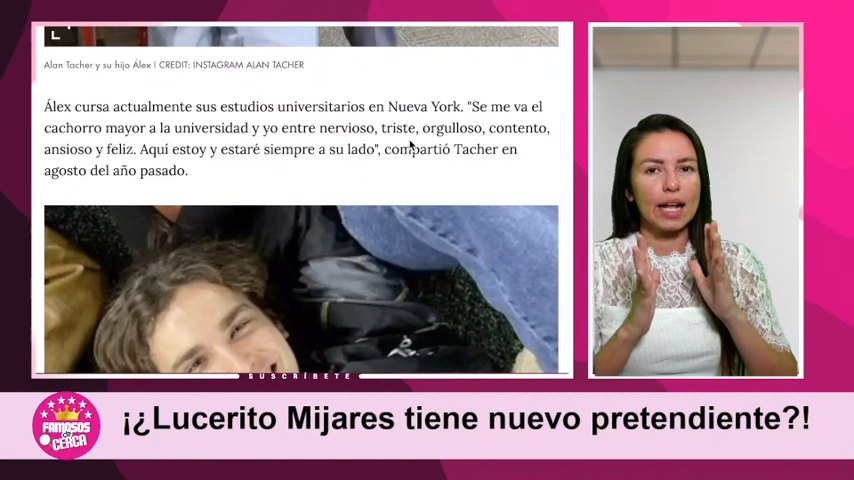 Alan Tacher y su hijo Álex | CREDIT: INSTAGRAM ALAN TACHER
Álex cursa actualmente sus estudios universitarios en Nueva York. "Se me va el
cachorro mayor a la universidad y yo entre nervioso, triste, orgulloso, contento,
ansioso y feliz. Aquí estoy y estaré siempre a su lado", compartió Tacher en
agosto del año pasado.
SUSCRÍBETE
FAMOSOS
DE
CERCA
¡¿Lucerito Mijares tiene nuevo pretendiente?!